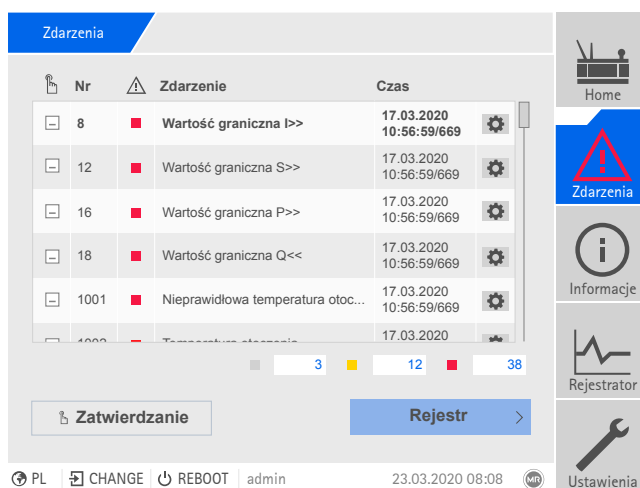 Zdarzenia
Nr Zdarzenie Czas
8 Wartość graniczna I>> 17.03.2020 10:56:59/669
12 Wartość graniczna S>> 17.03.2020 10:56:59/669
16 Wartość graniczna P>> 17.03.2020 10:56:59/669
18 Wartość graniczna Q<< 17.03.2020 10:56:59/669
1001 Nieprawidłowa temperatura otoc... 17.03.2020 10:56:59/669
17.03.2020
3 12 38
Zatwierdzanie Rejestr
PL CHANGE REBOOT admin 23.03.2020 08:08 MR
Home
Zdarzenia
Informacje
Rejestrator
Ustawienia